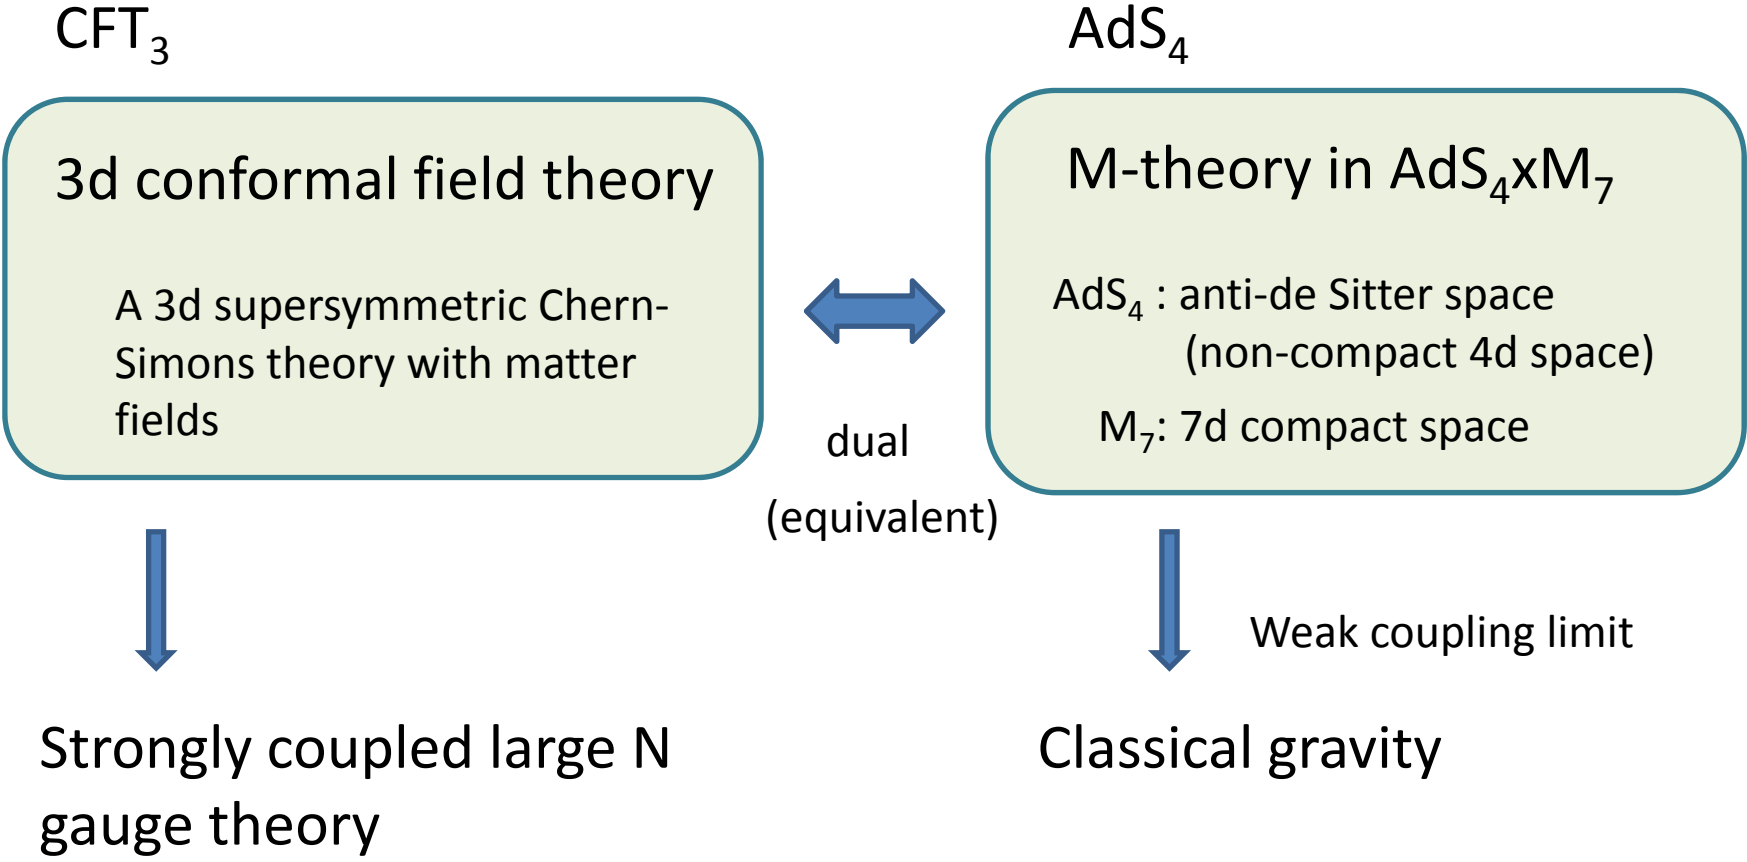 CFT₃
3d conformal field theory
A 3d supersymmetric Chern-
Simons theory with matter
fields
Strongly coupled large N
gauge theory
dual
(equivalent)
AdS₄
M-theory in AdS₄xM₇
AdS₄ : anti-de Sitter space
(non-compact 4d space)
M₇: 7d compact space
Weak coupling limit
Classical gravity